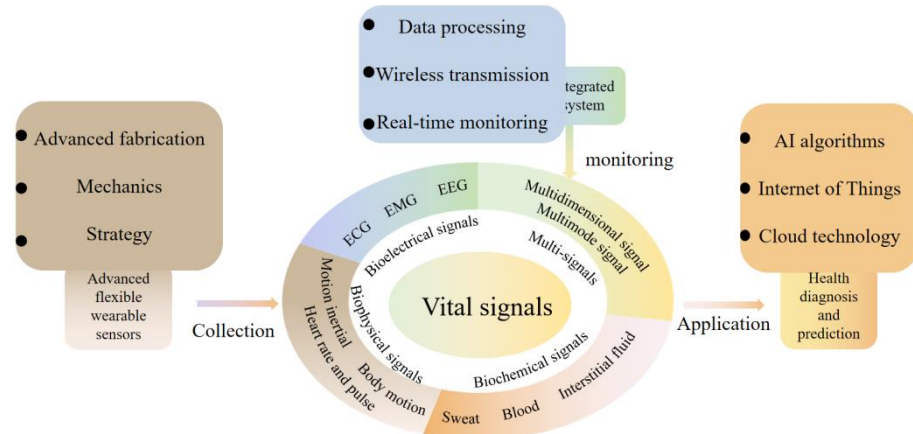 Data processing
Wireless transmission
Real-time monitoring
tegrated
ystem
monitoring
Advanced fabrication
Mechanics
Strategy
Advanced
flexible
wearable
sensors
Collection
ECG
EMG
EEG
Bioelectrical signals
Multidimensional signal
Multimode signal
Multi-signals
Motion inertial
Heart rate and pulse
Body motion
Biophysical signals
Vital signals
Biochemical signals
Sweat
Blood
Interstitial fluid
Application
AI algorithms
Internet of Things
Cloud technology
Health
diagnosis
and
prediction